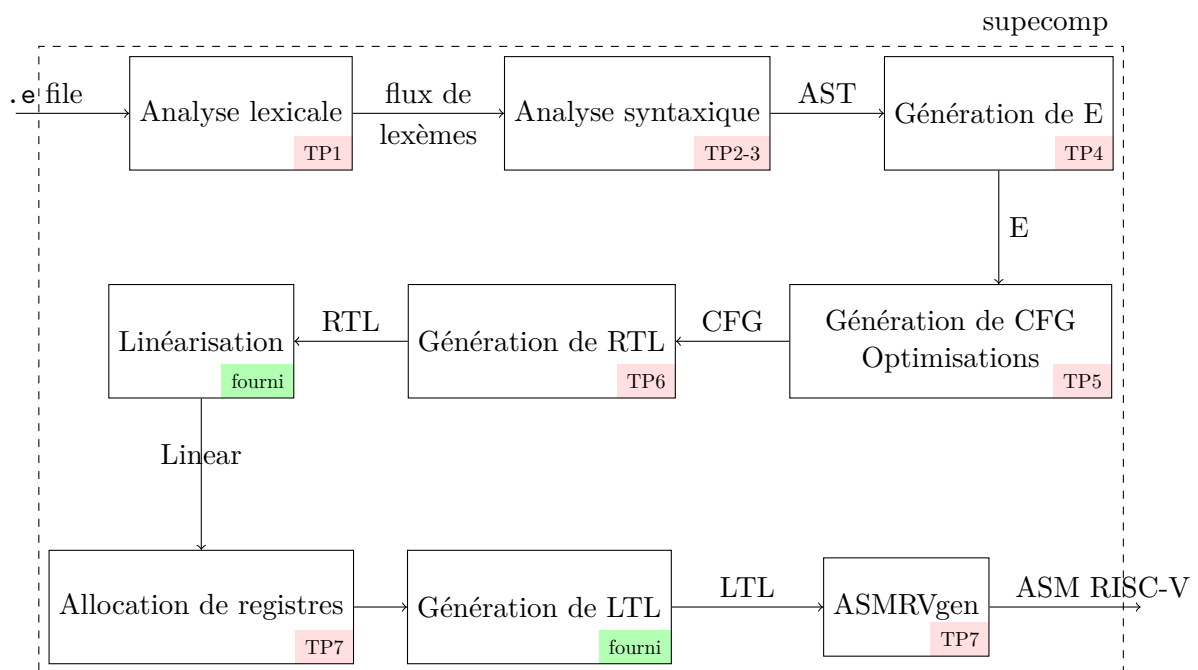 supecomp
.e file
Analyse lexicale
TP1
flux de
lexèmes
Analyse syntaxique
TP2-3
AST
Génération de E
TP4
E
Génération de CFG
Optimisations
TP5
CFG
Génération de RTL
TP6
RTL
Linéarisation
fourni
Linear
Allocation de registres
TP7
Génération de LTL
fourni
LTL
ASMRVgen
TP7
ASM RISC-V